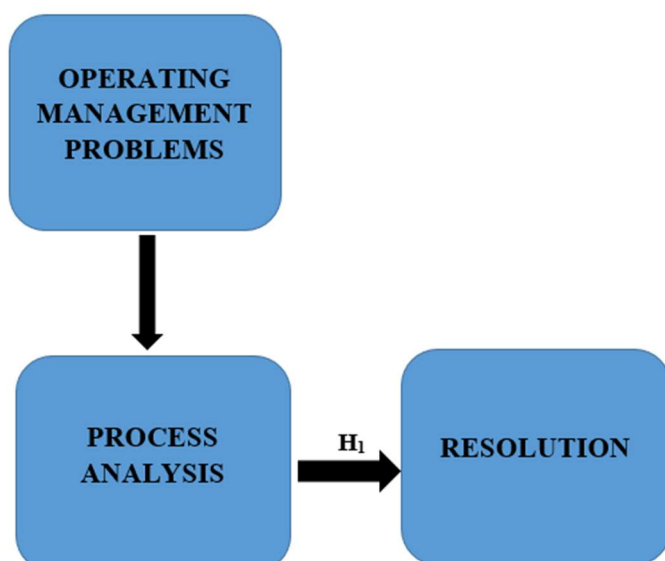 OPERATING
MANAGEMENT
PROBLEMS
PROCESS
ANALYSIS
H₁
RESOLUTION